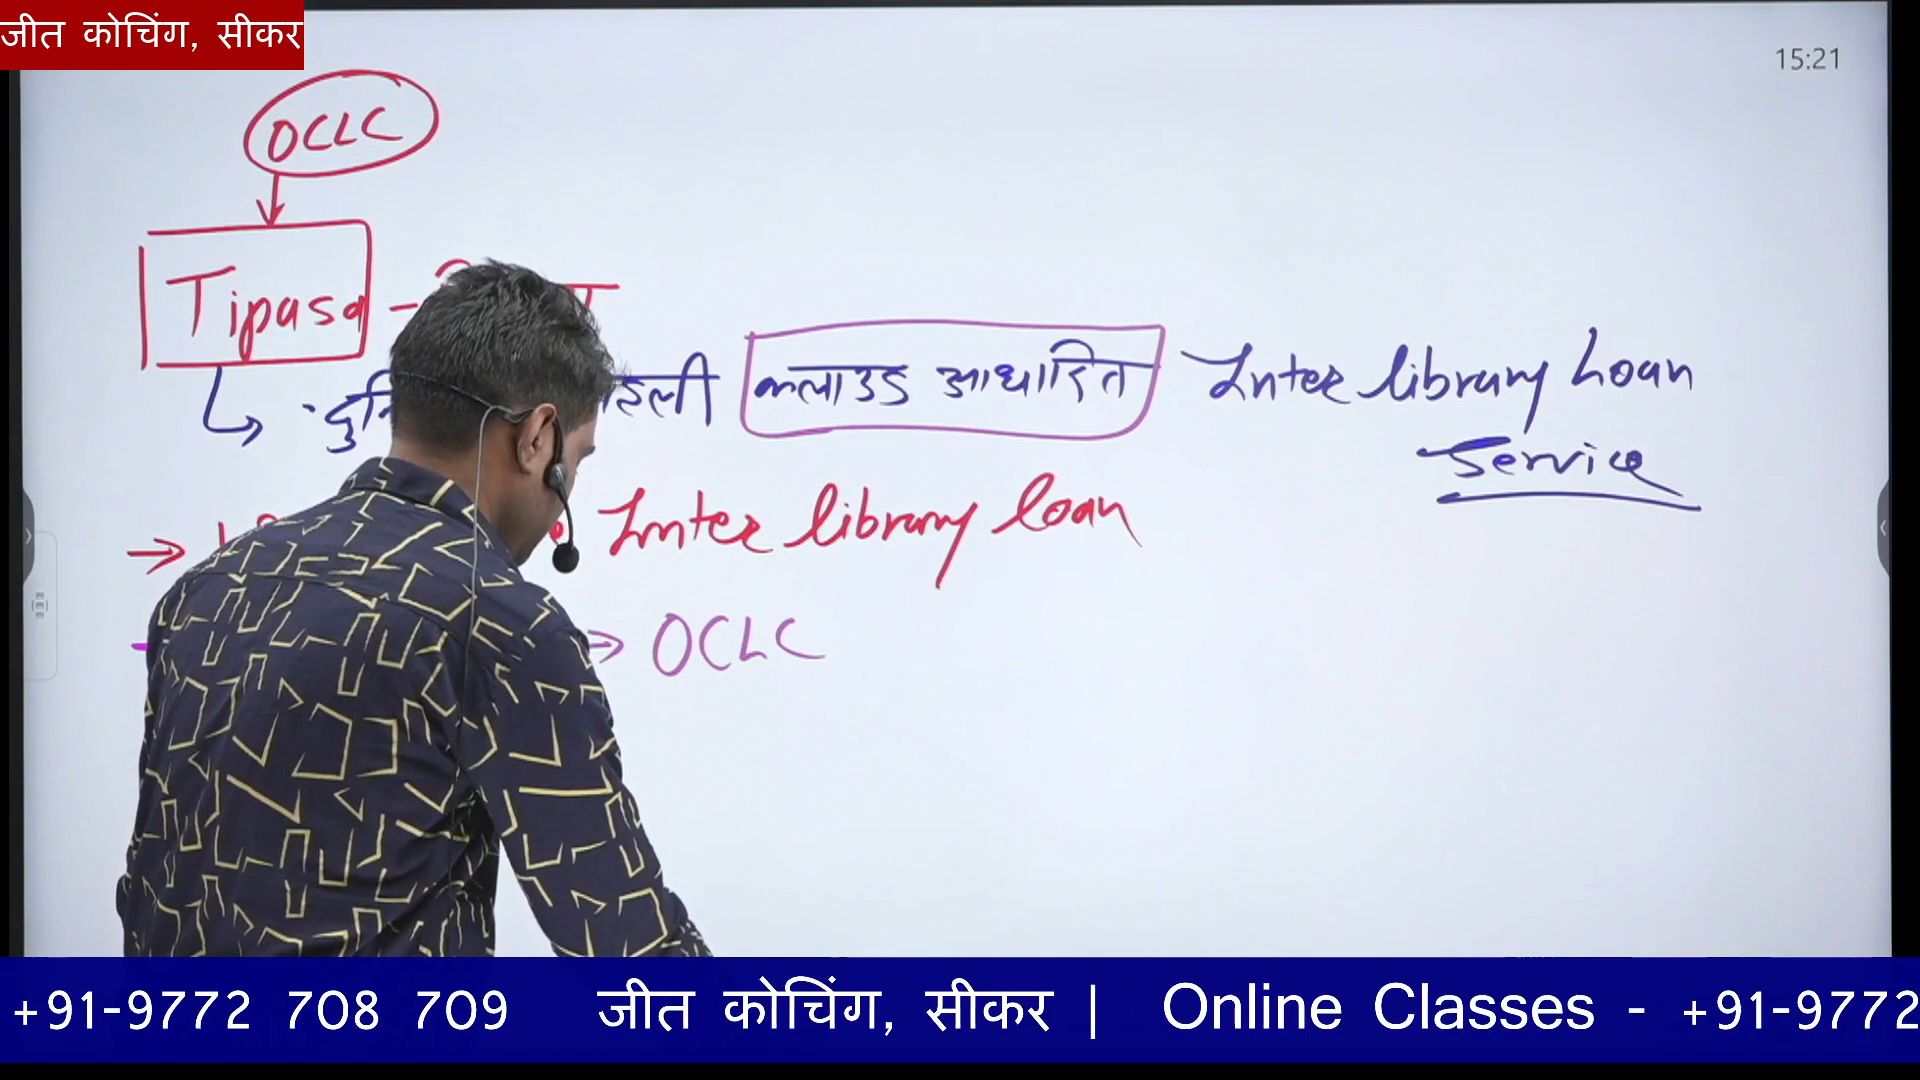 जीत कोचिंग, सीकर
15:21
OCLC
Tipasa -
पहली क्लाउड आधारित Inter library Loan
Service
→ Inter library loan
→ OCLC
+91-9772 708 709 जीत कोचिंग, सीकर | Online Classes - +91-9772